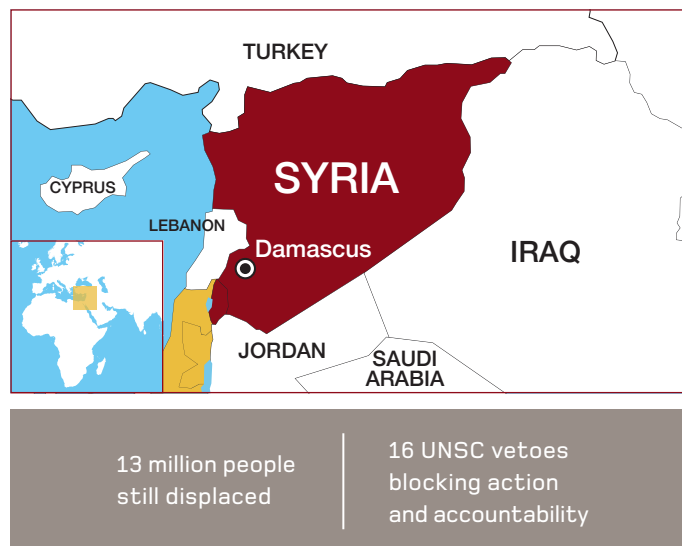 TURKEY
SYRIA
CYPRUS
LEBANON
Damascus
IRAQ
JORDAN
SAUDI
ARABIA
13 million people
still displaced
16 UNSC vetoes
blocking action
and accountability